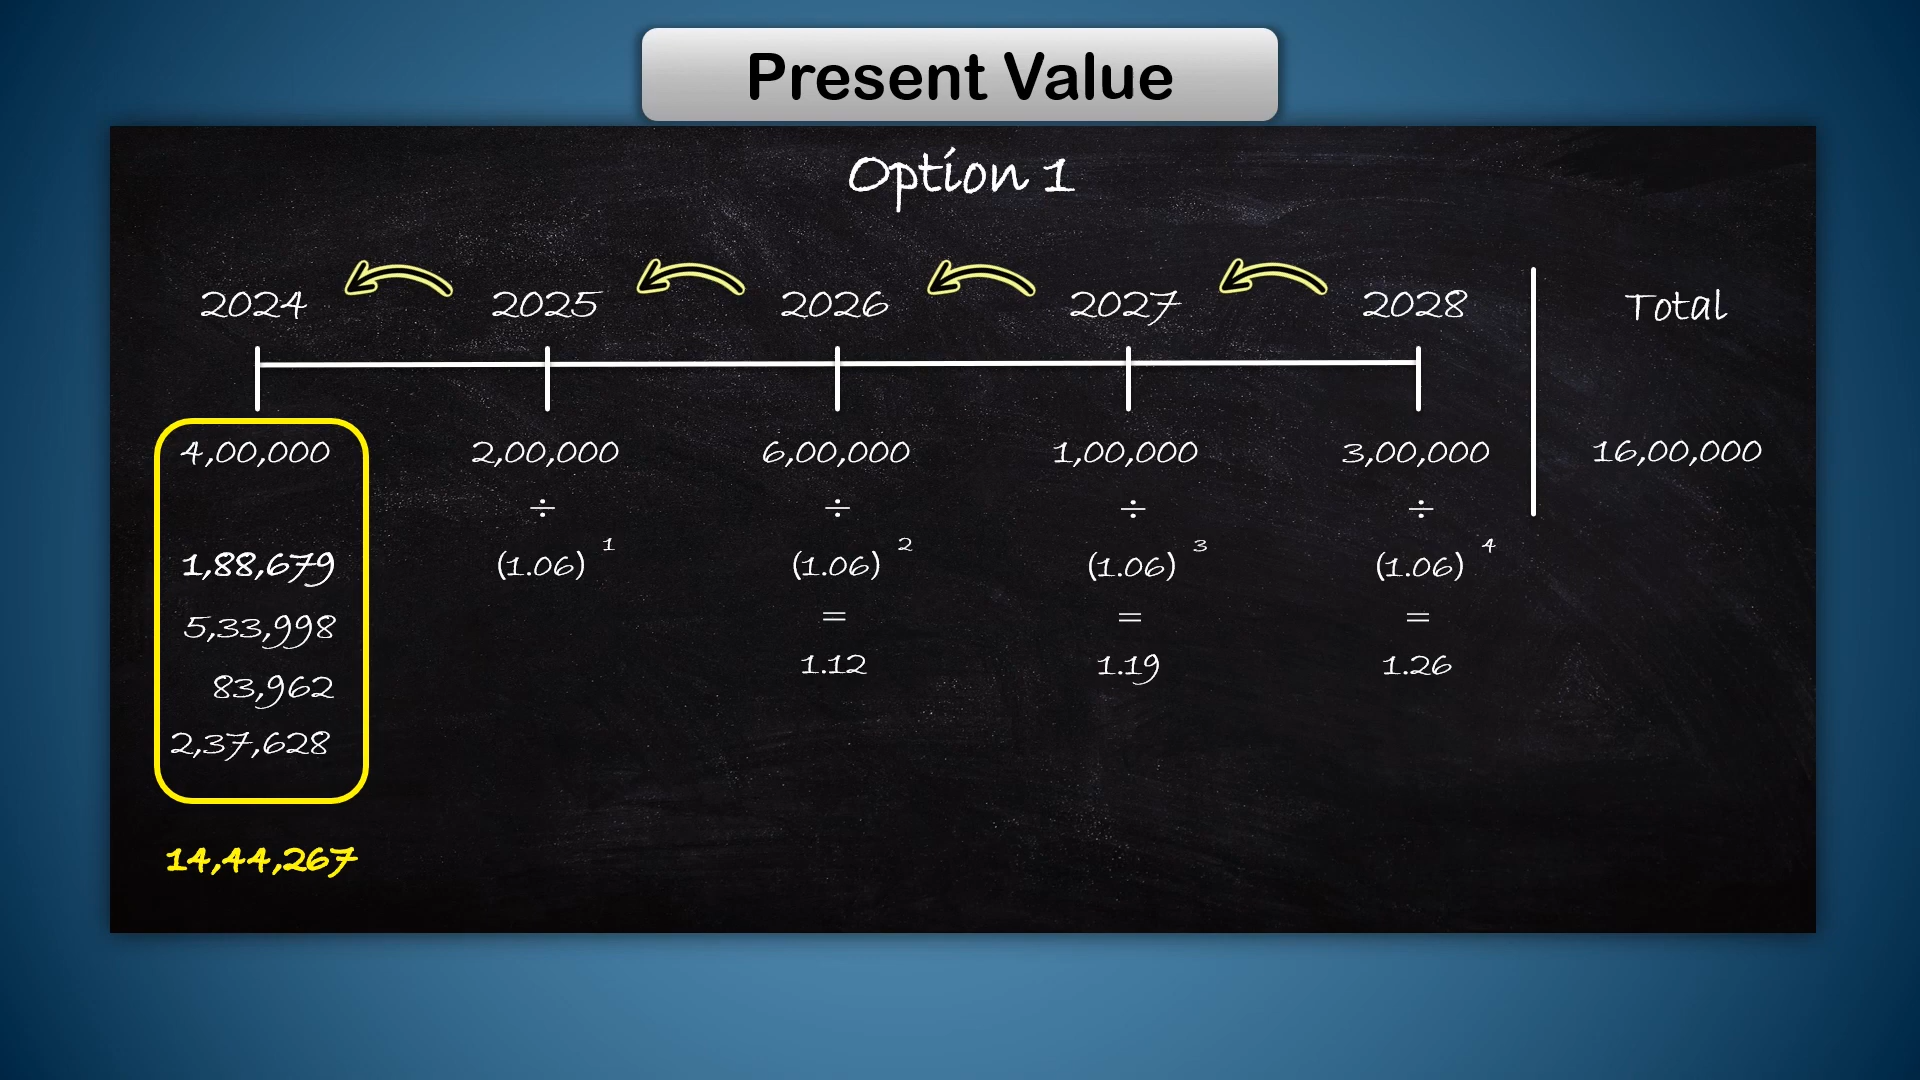 Present Value
Option 1
2024 2025 2026 2027 2028 Total
4,00,000 2,00,000 6,00,000 1,00,000 3,00,000 16,00,000
÷ ÷ ÷ ÷
1,88,679 (1.06)¹ (1.06)² (1.06)³ (1.06)⁴
= = =
5,33,998
1.12 1.19 1.26
83,962
2,37,628
14,44,267